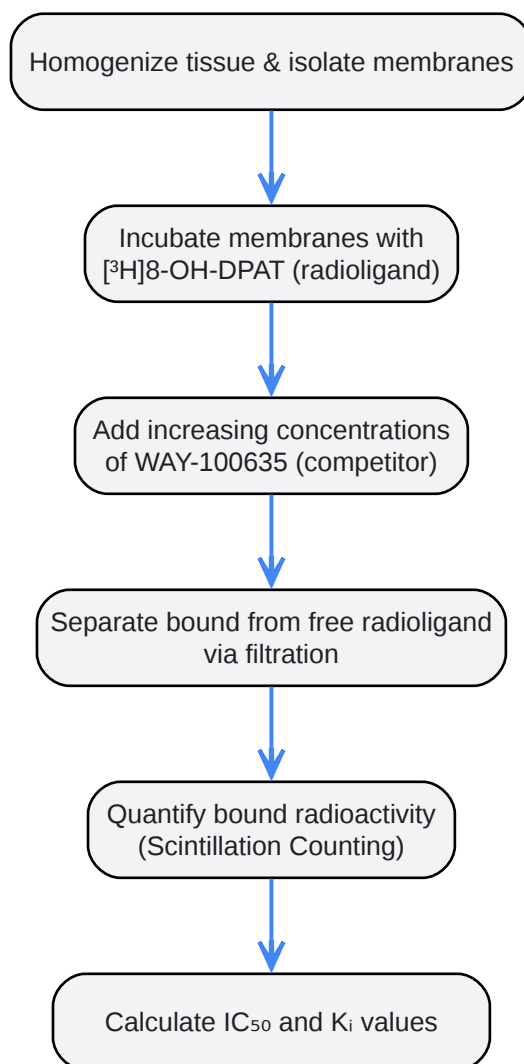 Homogenize tissue & isolate membranes
Incubate membranes with
[³H]8-OH-DPAT (radioligand)
Add increasing concentrations
of WAY-100635 (competitor)
Separate bound from free radioligand
via filtration
Quantify bound radioactivity
(Scintillation Counting)
Calculate IC₅₀ and Kᵢ values